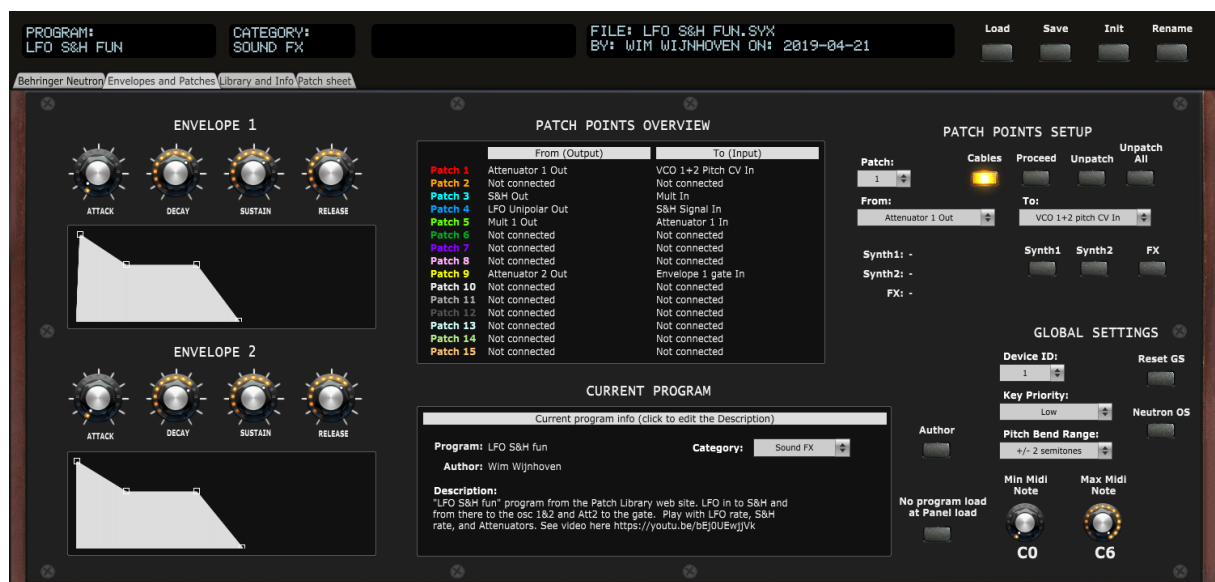 PROGRAM:
LFO S&H FUN
CATEGORY:
SOUND FX
FILE: LFO S&H FUN.SYX
BY: WIM WIJNHOVEN ON: 2019-04-21
Load Save Init Rename
Behringer Neutron Envelopes and Patches Library and Info Patch sheet
ENVELOPE 1
ATTACK DECAY SUSTAIN RELEASE
ENVELOPE 2
ATTACK DECAY SUSTAIN RELEASE
PATCH POINTS OVERVIEW
From (Output) To (Input)
Patch 1 Attenuator 1 Out VCO 1+2 Pitch CV In
Patch 2 Not connected Not connected
Patch 3 S&H Out Mult In
Patch 4 LFO Unipolar Out S&H Signal In
Patch 5 Mult 1 Out Attenuator 1 In
Patch 6 Not connected Not connected
Patch 7 Not connected Not connected
Patch 8 Not connected Not connected
Patch 9 Attenuator 2 Out Envelope 1 gate In
Patch 10 Not connected Not connected
Patch 11 Not connected Not connected
Patch 12 Not connected Not connected
Patch 13 Not connected Not connected
Patch 14 Not connected Not connected
Patch 15 Not connected Not connected
CURRENT PROGRAM
Current program info (click to edit the Description)
Program: LFO S&H fun
Category: Sound FX
Author: Wim Wijnhoven
Description:
"LFO S&H fun" program from the Patch Library web site. LFO in to S&H and
from there to the osc 1&2 and Att2 to the gate. Play with LFO rate, S&H
rate, and Attenuators. See video here https://youtu.be/bEj0UEwjjVk
PATCH POINTS SETUP
Patch:
1
Cables Proceed Unpatch Unpatch All
From:
Attenuator 1 Out
To:
VCO 1+2 pitch CV In
Synth1: -
Synth2: -
FX: -
Synth1 Synth2 FX
GLOBAL SETTINGS
Device ID:
1
Reset GS
Key Priority:
Low
Neutron OS
Pitch Bend Range:
+/- 2 semitones
Author
No program load
at Panel load
Min Midi
Note
C0
Max Midi
Note
C6